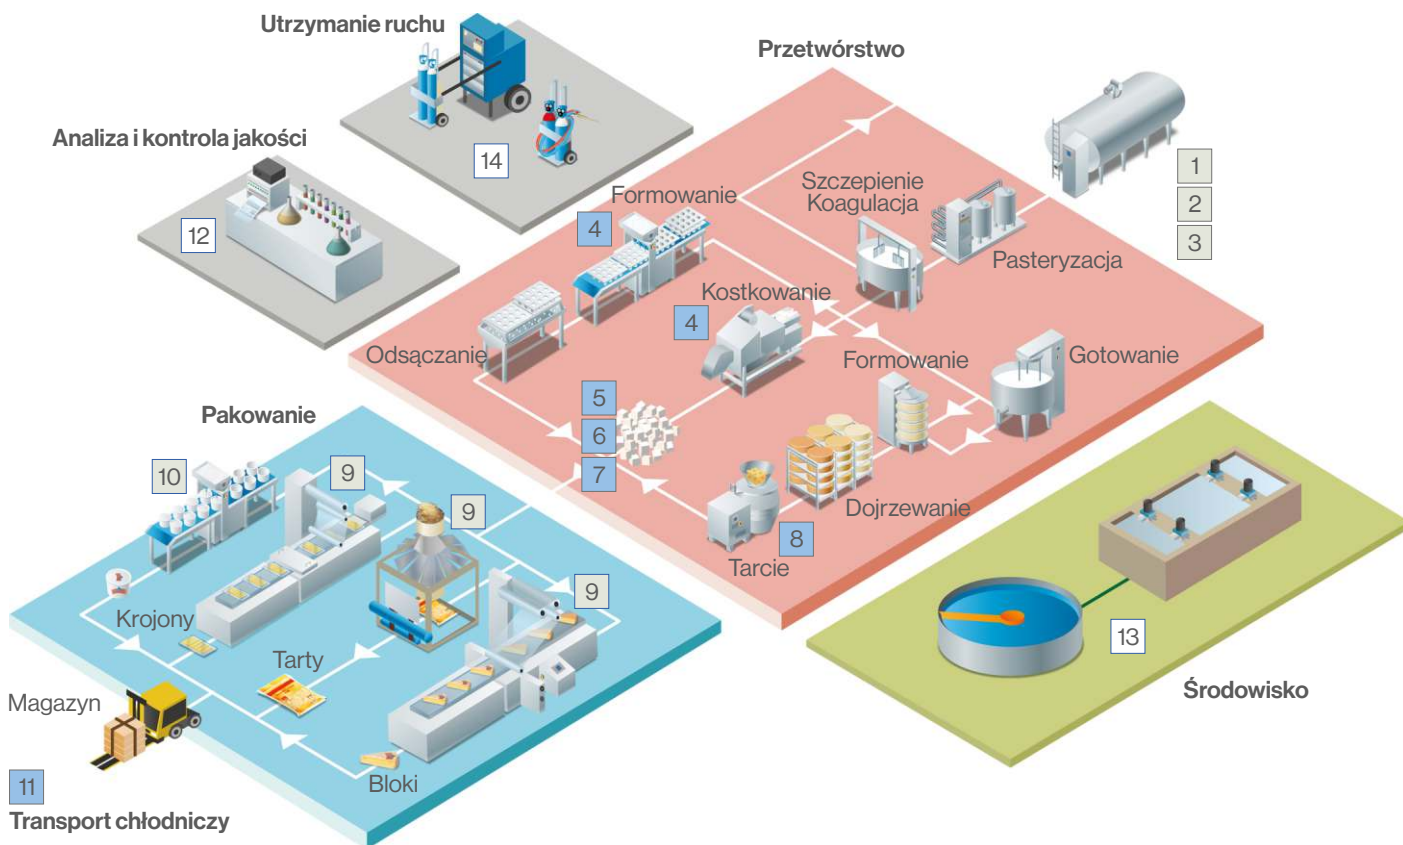 Utrzymanie ruchu
Przetwórstwo
Analiza i kontrola jakości
14
1
2
3
12
Formowanie
4
Szczepienie
Koagulacja
Pasteryzacja
Kostkowanie
4
Odsączanie
Formowanie
Gotowanie
5
6
7
Pakowanie
10
9
9
9
Dojrzewanie
8
Tarcie
13
Środowisko
Krojony
Tarty
Magazyn
Bloki
11
Transport chłodniczy